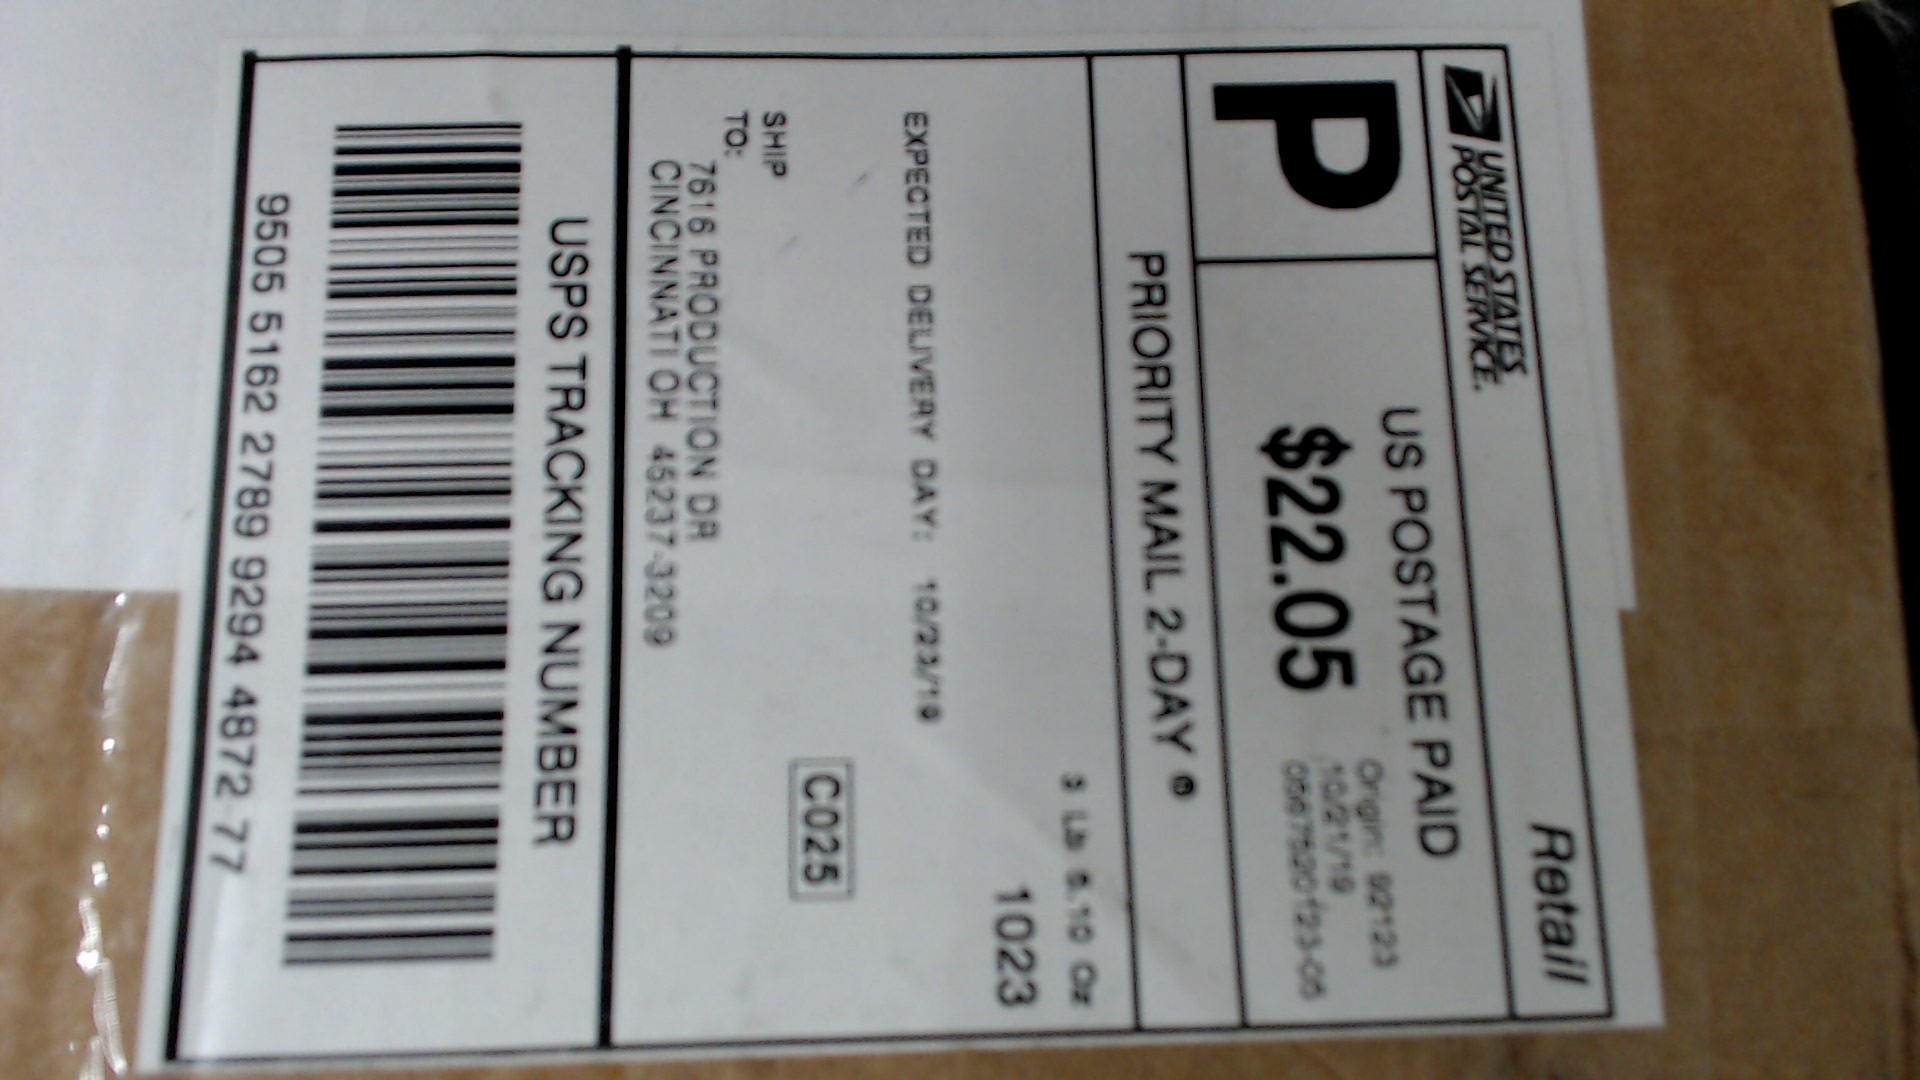 UNITED STATES
POSTAL SERVICE.
Retail
P
US POSTAGE PAID
$22.05
Origin: 92123
10/21/19
PRIORITY MAIL 2-DAY ®
3 Lb 5.10 Oz
1023
EXPECTED DELIVERY DAY: 10/23/19
C025
SHIP
TO:
7616 PRODUCTION DR
CINCINNATI OH 45237-3209
USPS TRACKING NUMBER
9505 5162 2789 9294 4872 77